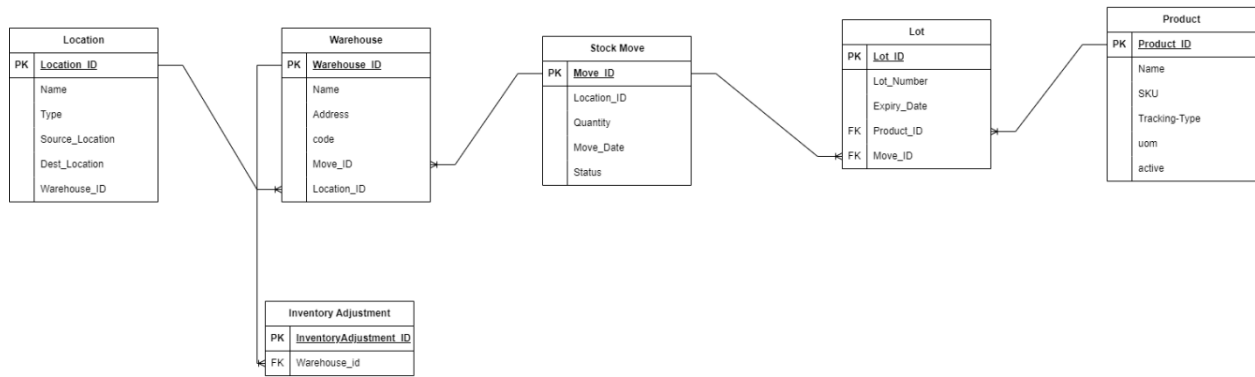 Location
PK Location_ID
Name
Type
Source_Location
Dest_Location
Warehouse_ID
Warehouse
PK Warehouse_ID
Name
Address
code
Move_ID
Location_ID
Stock Move
PK Move_ID
Location_ID
Quantity
Move_Date
Status
Lot
PK Lot_ID
Lot_Number
Expiry_Date
FK Product_ID
FK Move_ID
Product
PK Product_ID
Name
SKU
Tracking-Type
uom
active
Inventory Adjustment
PK InventoryAdjustment_ID
FK Warehouse_id